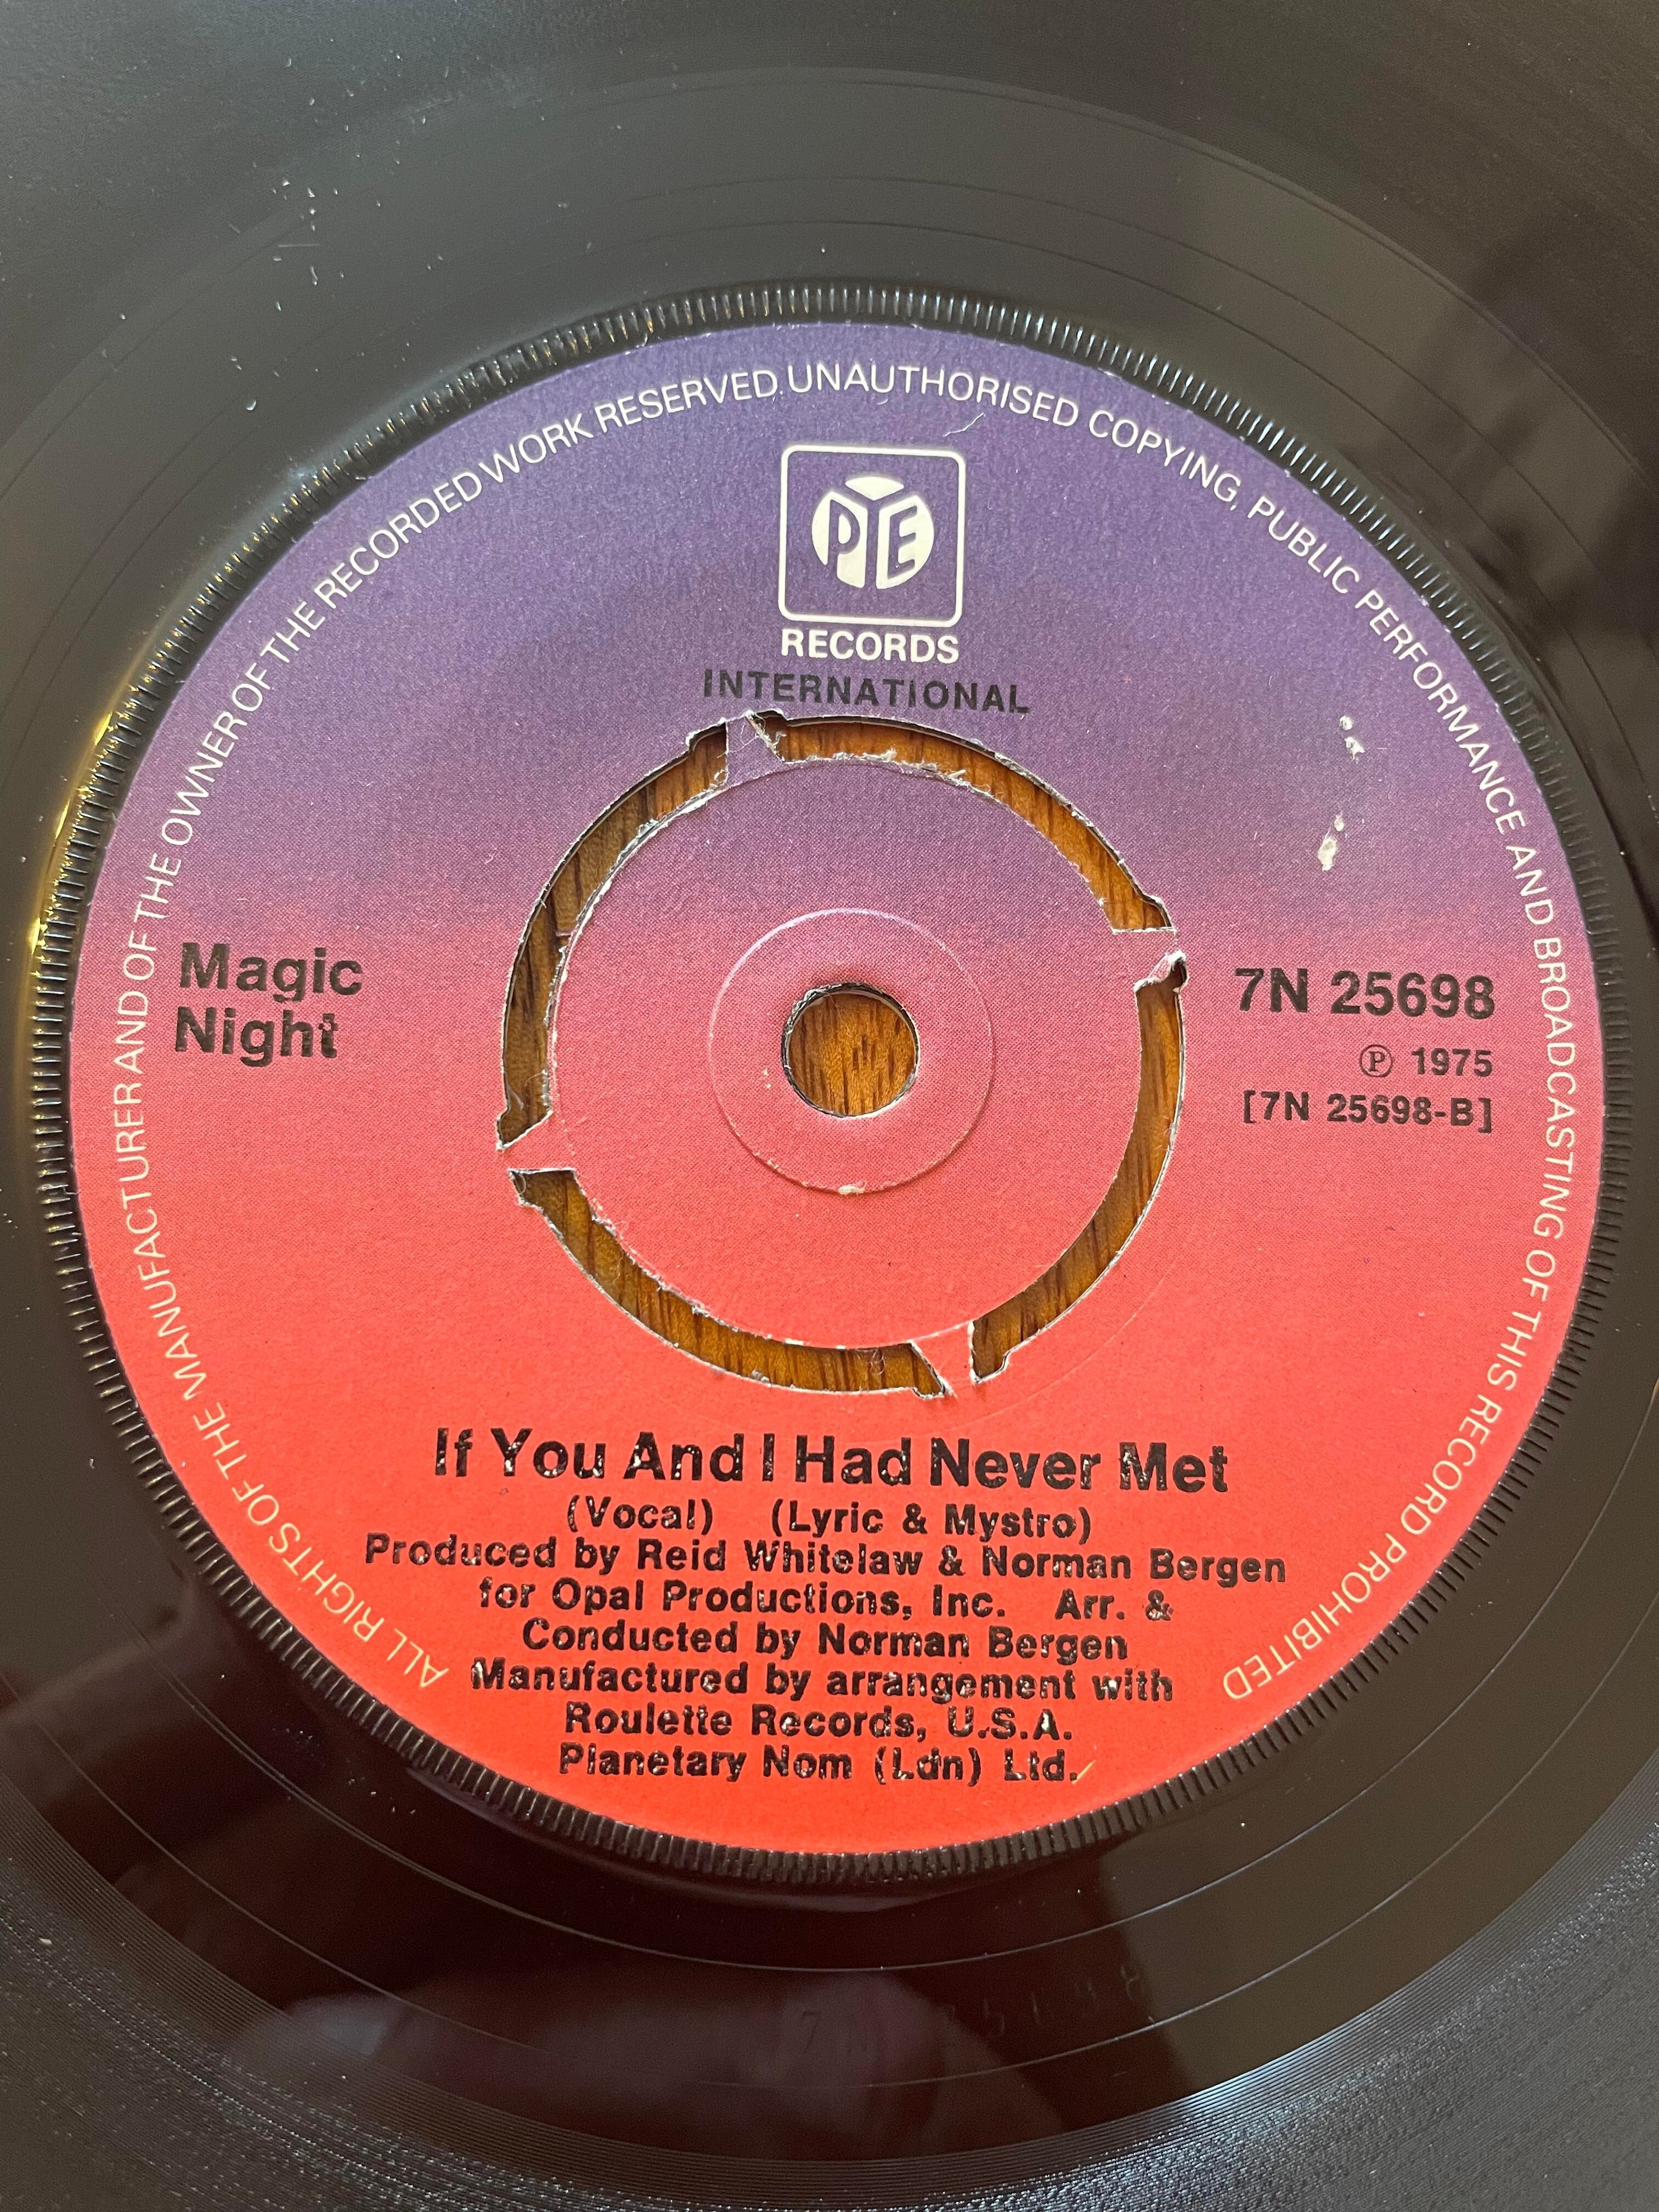 ALL RIGHTS OF THE MANUFACTURER AND OF THE OWNER OF THE RECORDED WORK RESERVED. UNAUTHORISED COPYING, PUBLIC PERFORMANCE AND BROADCASTING OF THIS RECORD PROHIBITED
PYE
RECORDS
INTERNATIONAL
Magic
Night
7N 25698
Ⓟ 1975
[7N 25698-B]
If You And I Had Never Met
(Vocal) (Lyric & Mystro)
Produced by Reid Whitelaw & Norman Bergen
for Opal Productions, Inc. Arr. &
Conducted by Norman Bergen
Manufactured by arrangement with
Roulette Records, U.S.A.
Planetary Nom (Ldn) Ltd.